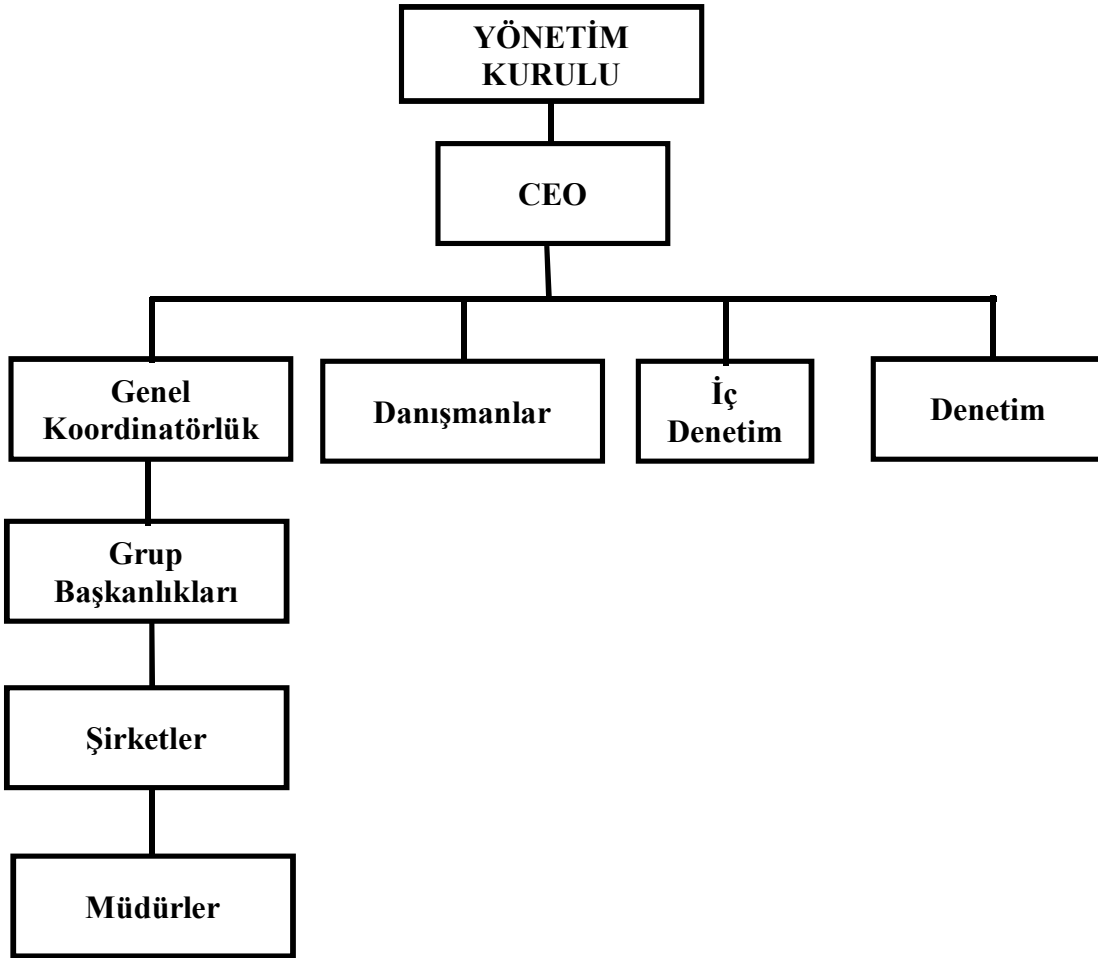 YÖNETİM
KURULU
CEO
Genel
Koordinatörlük
Danışmanlar
İç
Denetim
Denetim
Grup
Başkanlıkları
Şirketler
Müdürler